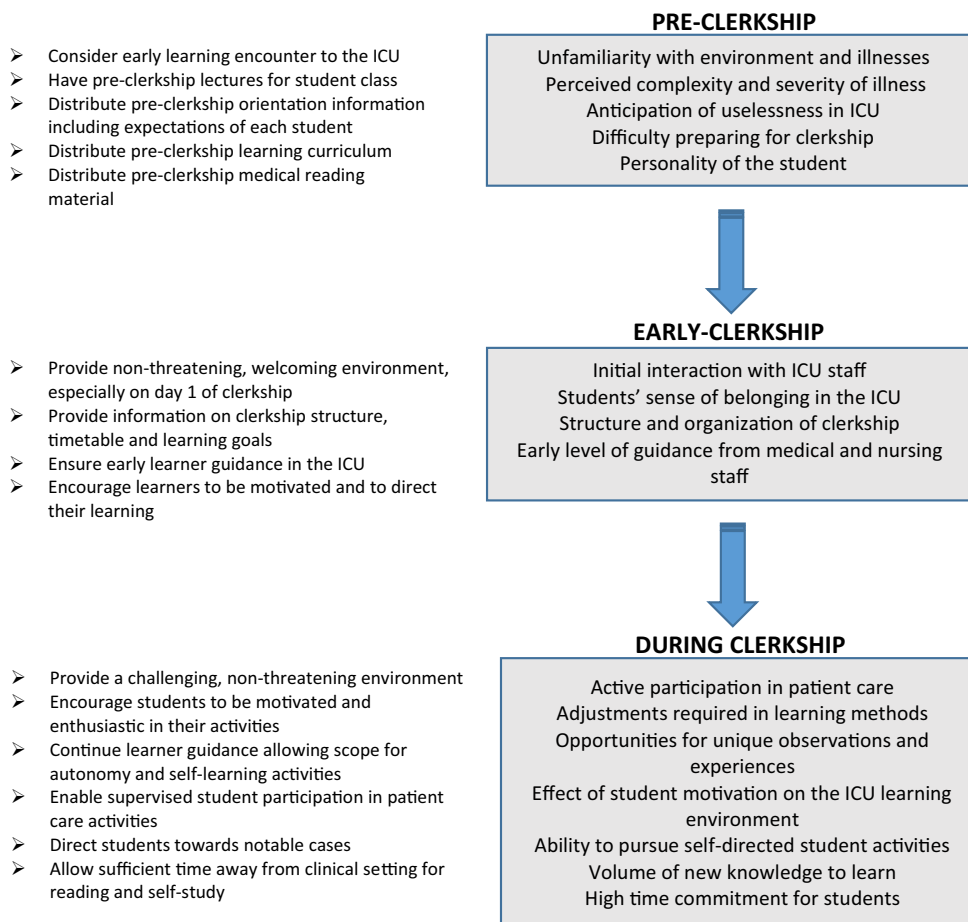 PRE-CLERKSHIP
➢ Consider early learning encounter to the ICU
➢ Have pre-clerkship lectures for student class
➢ Distribute pre-clerkship orientation information
including expectations of each student
➢ Distribute pre-clerkship learning curriculum
➢ Distribute pre-clerkship medical reading
material
Unfamiliarity with environment and illnesses
Perceived complexity and severity of illness
Anticipation of uselessness in ICU
Difficulty preparing for clerkship
Personality of the student
EARLY-CLERKSHIP
➢ Provide non-threatening, welcoming environment,
especially on day 1 of clerkship
➢ Provide information on clerkship structure,
timetable and learning goals
➢ Ensure early learner guidance in the ICU
➢ Encourage learners to be motivated and to direct
their learning
Initial interaction with ICU staff
Students’ sense of belonging in the ICU
Structure and organization of clerkship
Early level of guidance from medical and nursing
staff
DURING CLERKSHIP
➢ Provide a challenging, non-threatening environment
➢ Encourage students to be motivated and
enthusiastic in their activities
➢ Continue learner guidance allowing scope for
autonomy and self-learning activities
➢ Enable supervised student participation in patient
care activities
➢ Direct students towards notable cases
➢ Allow sufficient time away from clinical setting for
reading and self-study
Active participation in patient care
Adjustments required in learning methods
Opportunities for unique observations and
experiences
Effect of student motivation on the ICU learning
environment
Ability to pursue self-directed student activities
Volume of new knowledge to learn
High time commitment for students